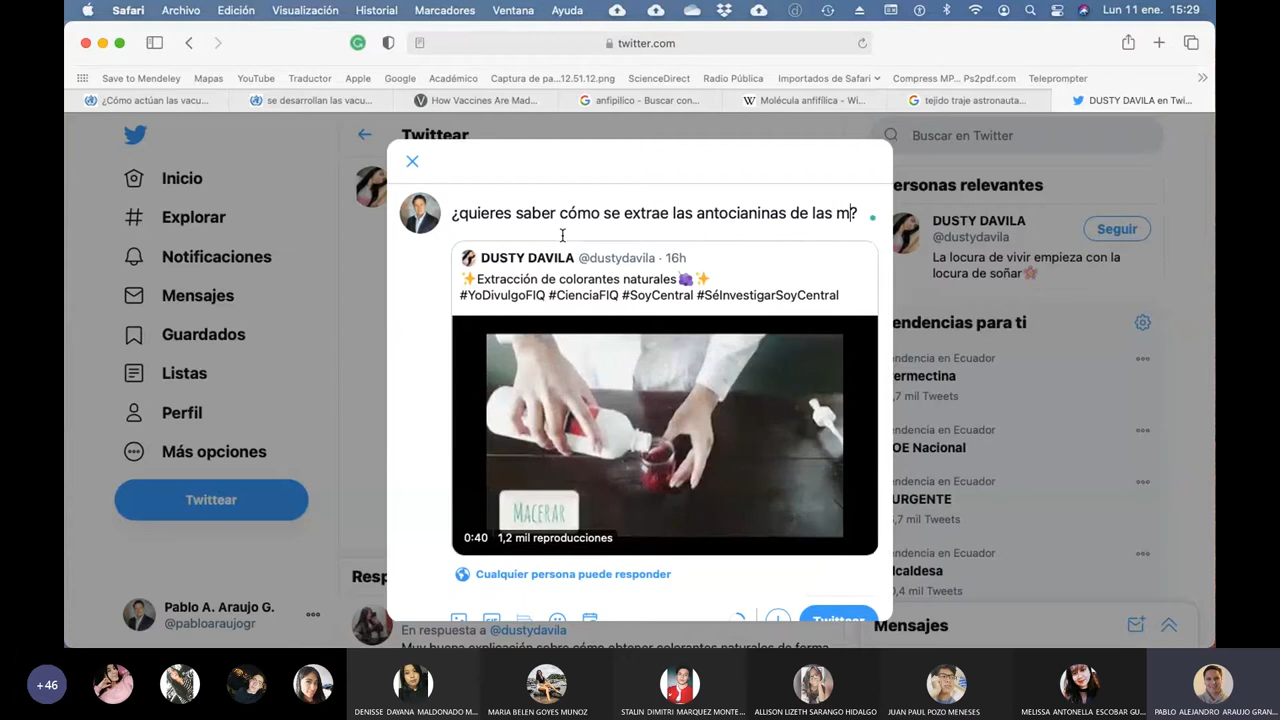 Safari Archivo Edición Visualización Historial Marcadores Ventana Ayuda Lun 11 ene. 15:29
twitter.com
Save to Mendeley Mapas YouTube Traductor Apple Google Académico Captura de pa...12.51.12.png ScienceDirect Radio Pública Importados de Safari Compress MP... Ps2pdf.com Teleprompter
¿Cómo actúan las vacu... se desarrollan las vacu... How Vaccines Are Mad... anfipilico - Buscar con... Molécula anfifílica - Wi... tejido traje astronauta... DUSTY DAVILA en Twi...
Twittear
Buscar en Twitter
Inicio
Explorar
Notificaciones
Mensajes
Guardados
Listas
Perfil
Más opciones
Twittear
Pablo A. Araujo G.
@pabloaraujogr
¿quieres saber cómo se extrae las antocianinas de las m?
DUSTY DAVILA @dustydavila · 16h
✨Extracción de colorantes naturales🍇✨
#YoDivulgoFIQ #CienciaFIQ #SoyCentral #SéInvestigarSoyCentral
MACERAR
0:40 1,2 mil reproducciones
Cualquier persona puede responder
Twittear
Resp
En respuesta a @dustydavila
Muy buena explicación sobre cómo obtener colorantes naturales de forma
ersonas relevantes
DUSTY DAVILA
@dustydavila
Seguir
La locura de vivir empieza con la
locura de soñar🌸
endencias para ti
endencia en Ecuador
vermectina
,7 mil Tweets
endencia en Ecuador
OE Nacional
endencia en Ecuador
URGENTE
,7 mil Tweets
endencia en Ecuador
lcaldesa
0,4 mil Tweets
Mensajes
+46
DENISSE DAYANA MALDONADO M... MARIA BELEN GOYES MUNOZ STALIN DIMITRI MARQUEZ MONTE... ALLISON LIZETH SARANGO HIDALGO JUAN PAUL POZO MENESES MELISSA ANTONELLA ESCOBAR GU... PABLO ALEJANDRO ARAUJO GRAN...